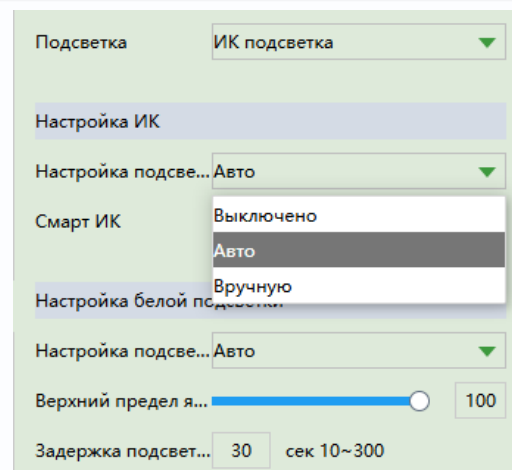 Подсветка ИК подсветка
Настройка ИК
Настройка подсве... Авто
Смарт ИК
Выключено
Авто
Вручную
Настройка белой подсветки
Настройка подсве... Авто
Верхний предел я... 100
Задержка подсвет... 30 сек 10~300